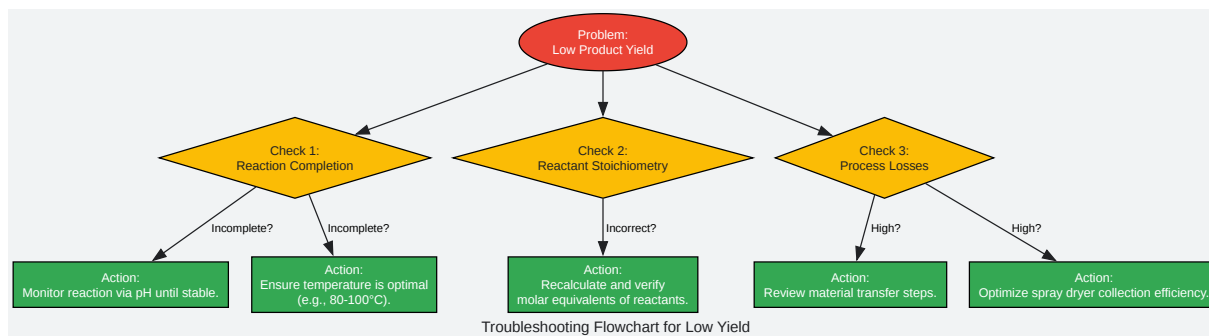 Problem:
Low Product Yield
Check 1:
Reaction Completion
Check 2:
Reactant Stoichiometry
Check 3:
Process Losses
Incomplete?
Incomplete?
Incorrect?
High?
High?
Action:
Monitor reaction via pH until stable.
Action:
Ensure temperature is optimal
(e.g., 80-100°C).
Action:
Recalculate and verify
molar equivalents of reactants.
Action:
Review material transfer steps.
Action:
Optimize spray dryer collection efficiency.
Troubleshooting Flowchart for Low Yield